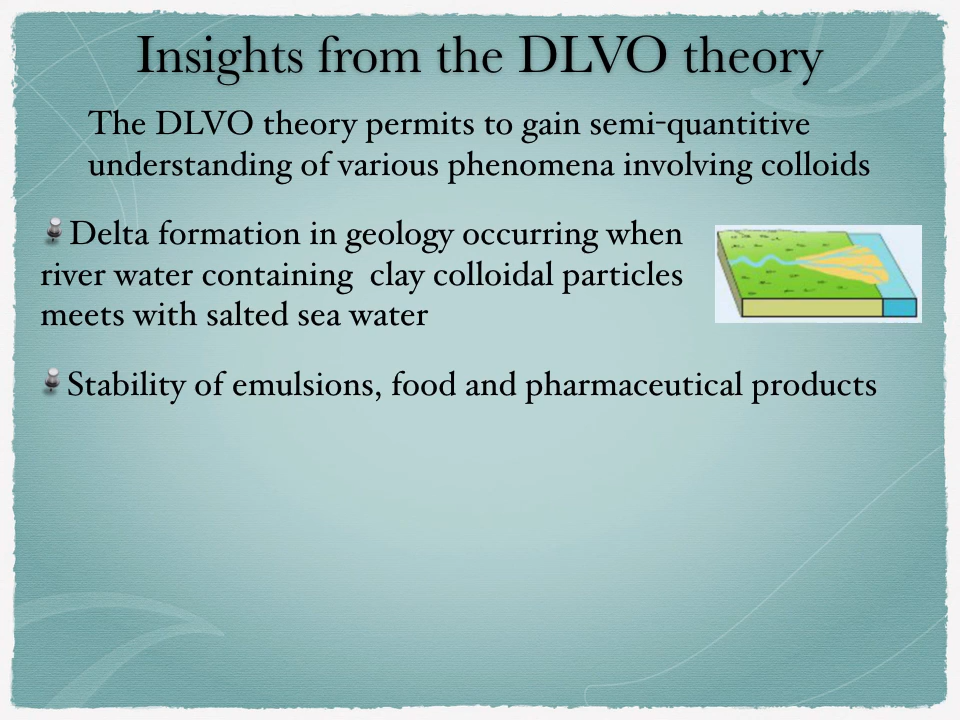 Insights from the DLVO theory
The DLVO theory permits to gain semi-quantitive
understanding of various phenomena involving colloids
Delta formation in geology occurring when
river water containing  clay colloidal particles
meets with salted sea water
Stability of emulsions, food and pharmaceutical products